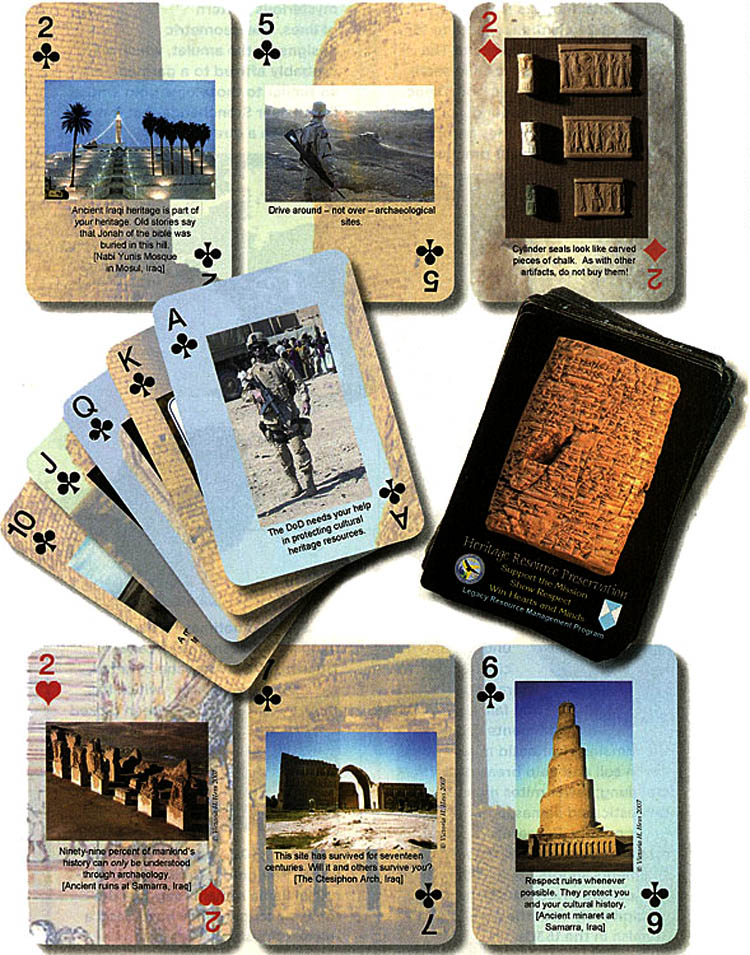 2
Ancient Iraqi heritage is part of
your heritage. Old stories say
that Jonah of the bible was
buried in this hill.
[Nabi Yunis Mosque
in Mosul, Iraq]
2
5
Drive around – not over – archaeological
sites.
5
2
Cylinder seals look like carved
pieces of chalk. As with other
artifacts, do not buy them!
2
A
K
Q
J
10
The DoD needs your help
in protecting cultural
heritage resources.
A
Heritage Resource Preservation
Support the Mission
Show Respect
Win Hearts and Minds
Legacy Resource Management Program
2
© Victoria H. Hess 2007
Ninety-nine percent of mankind's
history can only be understood
through archaeology.
[Ancient ruins at Samarra, Iraq]
2
7
© Victoria H. Hess 2007
This site has survived for seventeen
centuries. Will it and others survive you?
[The Ctesiphon Arch, Iraq]
7
6
© Victoria H. Hess 2007
Respect ruins whenever
possible. They protect you
and your cultural history.
[Ancient minaret at
Samarra, Iraq]
6